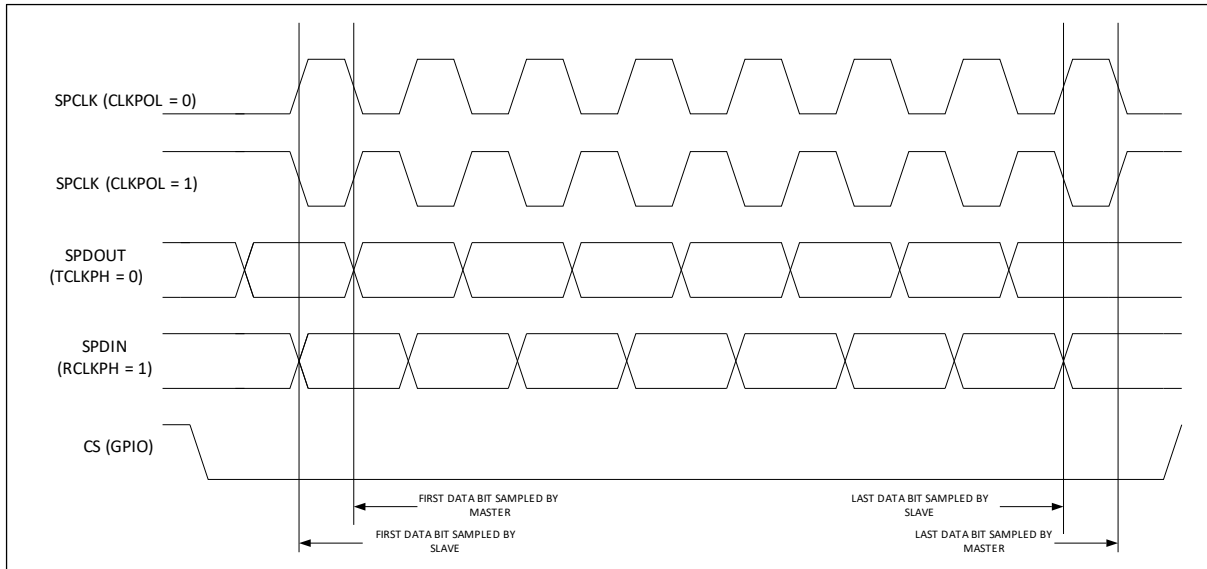 SPCLK (CLKPOL = 0)
SPCLK (CLKPOL = 1)
SPDOUT
(TCLKPH = 0)
SPDIN
(RCLKPH = 1)
CS (GPIO)
FIRST DATA BIT SAMPLED BY
MASTER
LAST DATA BIT SAMPLED BY
SLAVE
FIRST DATA BIT SAMPLED BY
SLAVE
LAST DATA BIT SAMPLED BY
MASTER